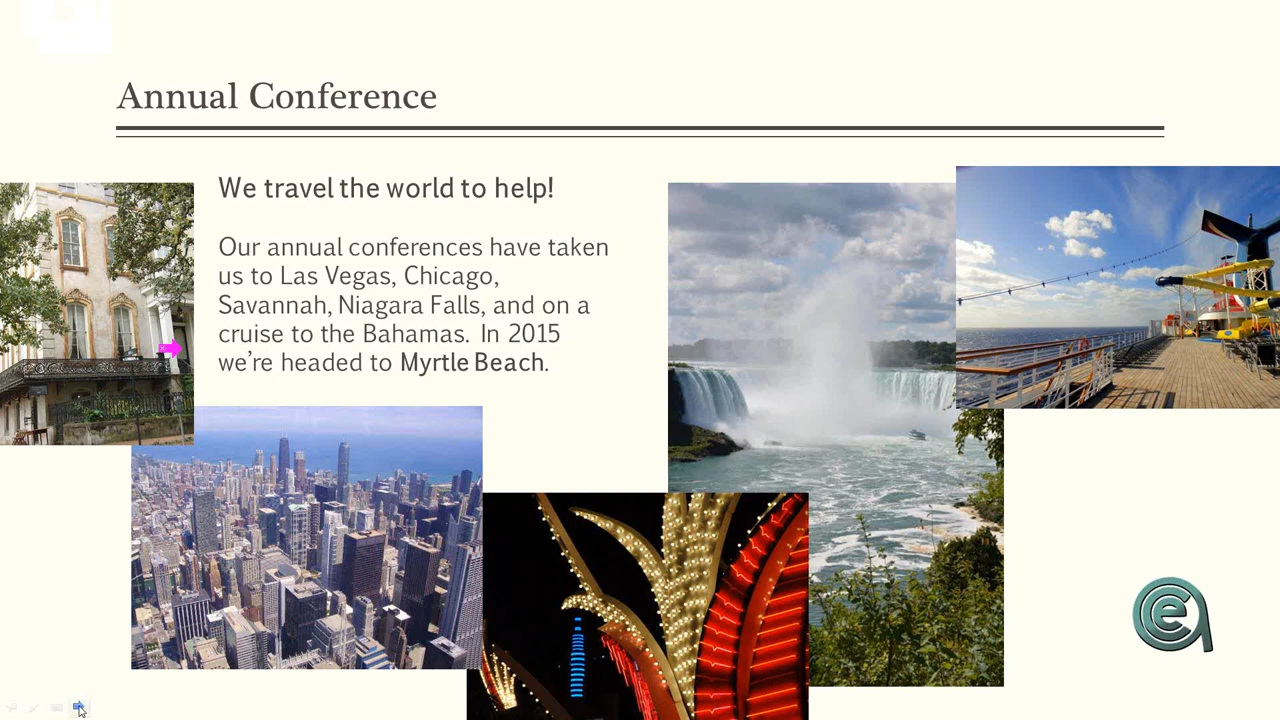 Annual Conference
We travel the world to help!
Our annual conferences have taken
us to Las Vegas, Chicago,
Savannah, Niagara Falls, and on a
cruise to the Bahamas. In 2015
we're headed to Myrtle Beach.